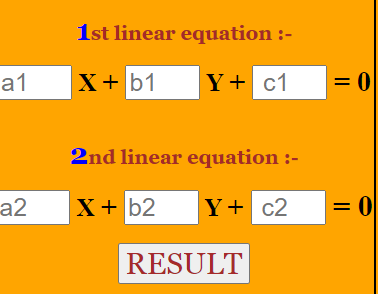 1st linear equation :-
a1 X + b1 Y + c1 = 0
2nd linear equation :-
a2 X + b2 Y + c2 = 0
RESULT